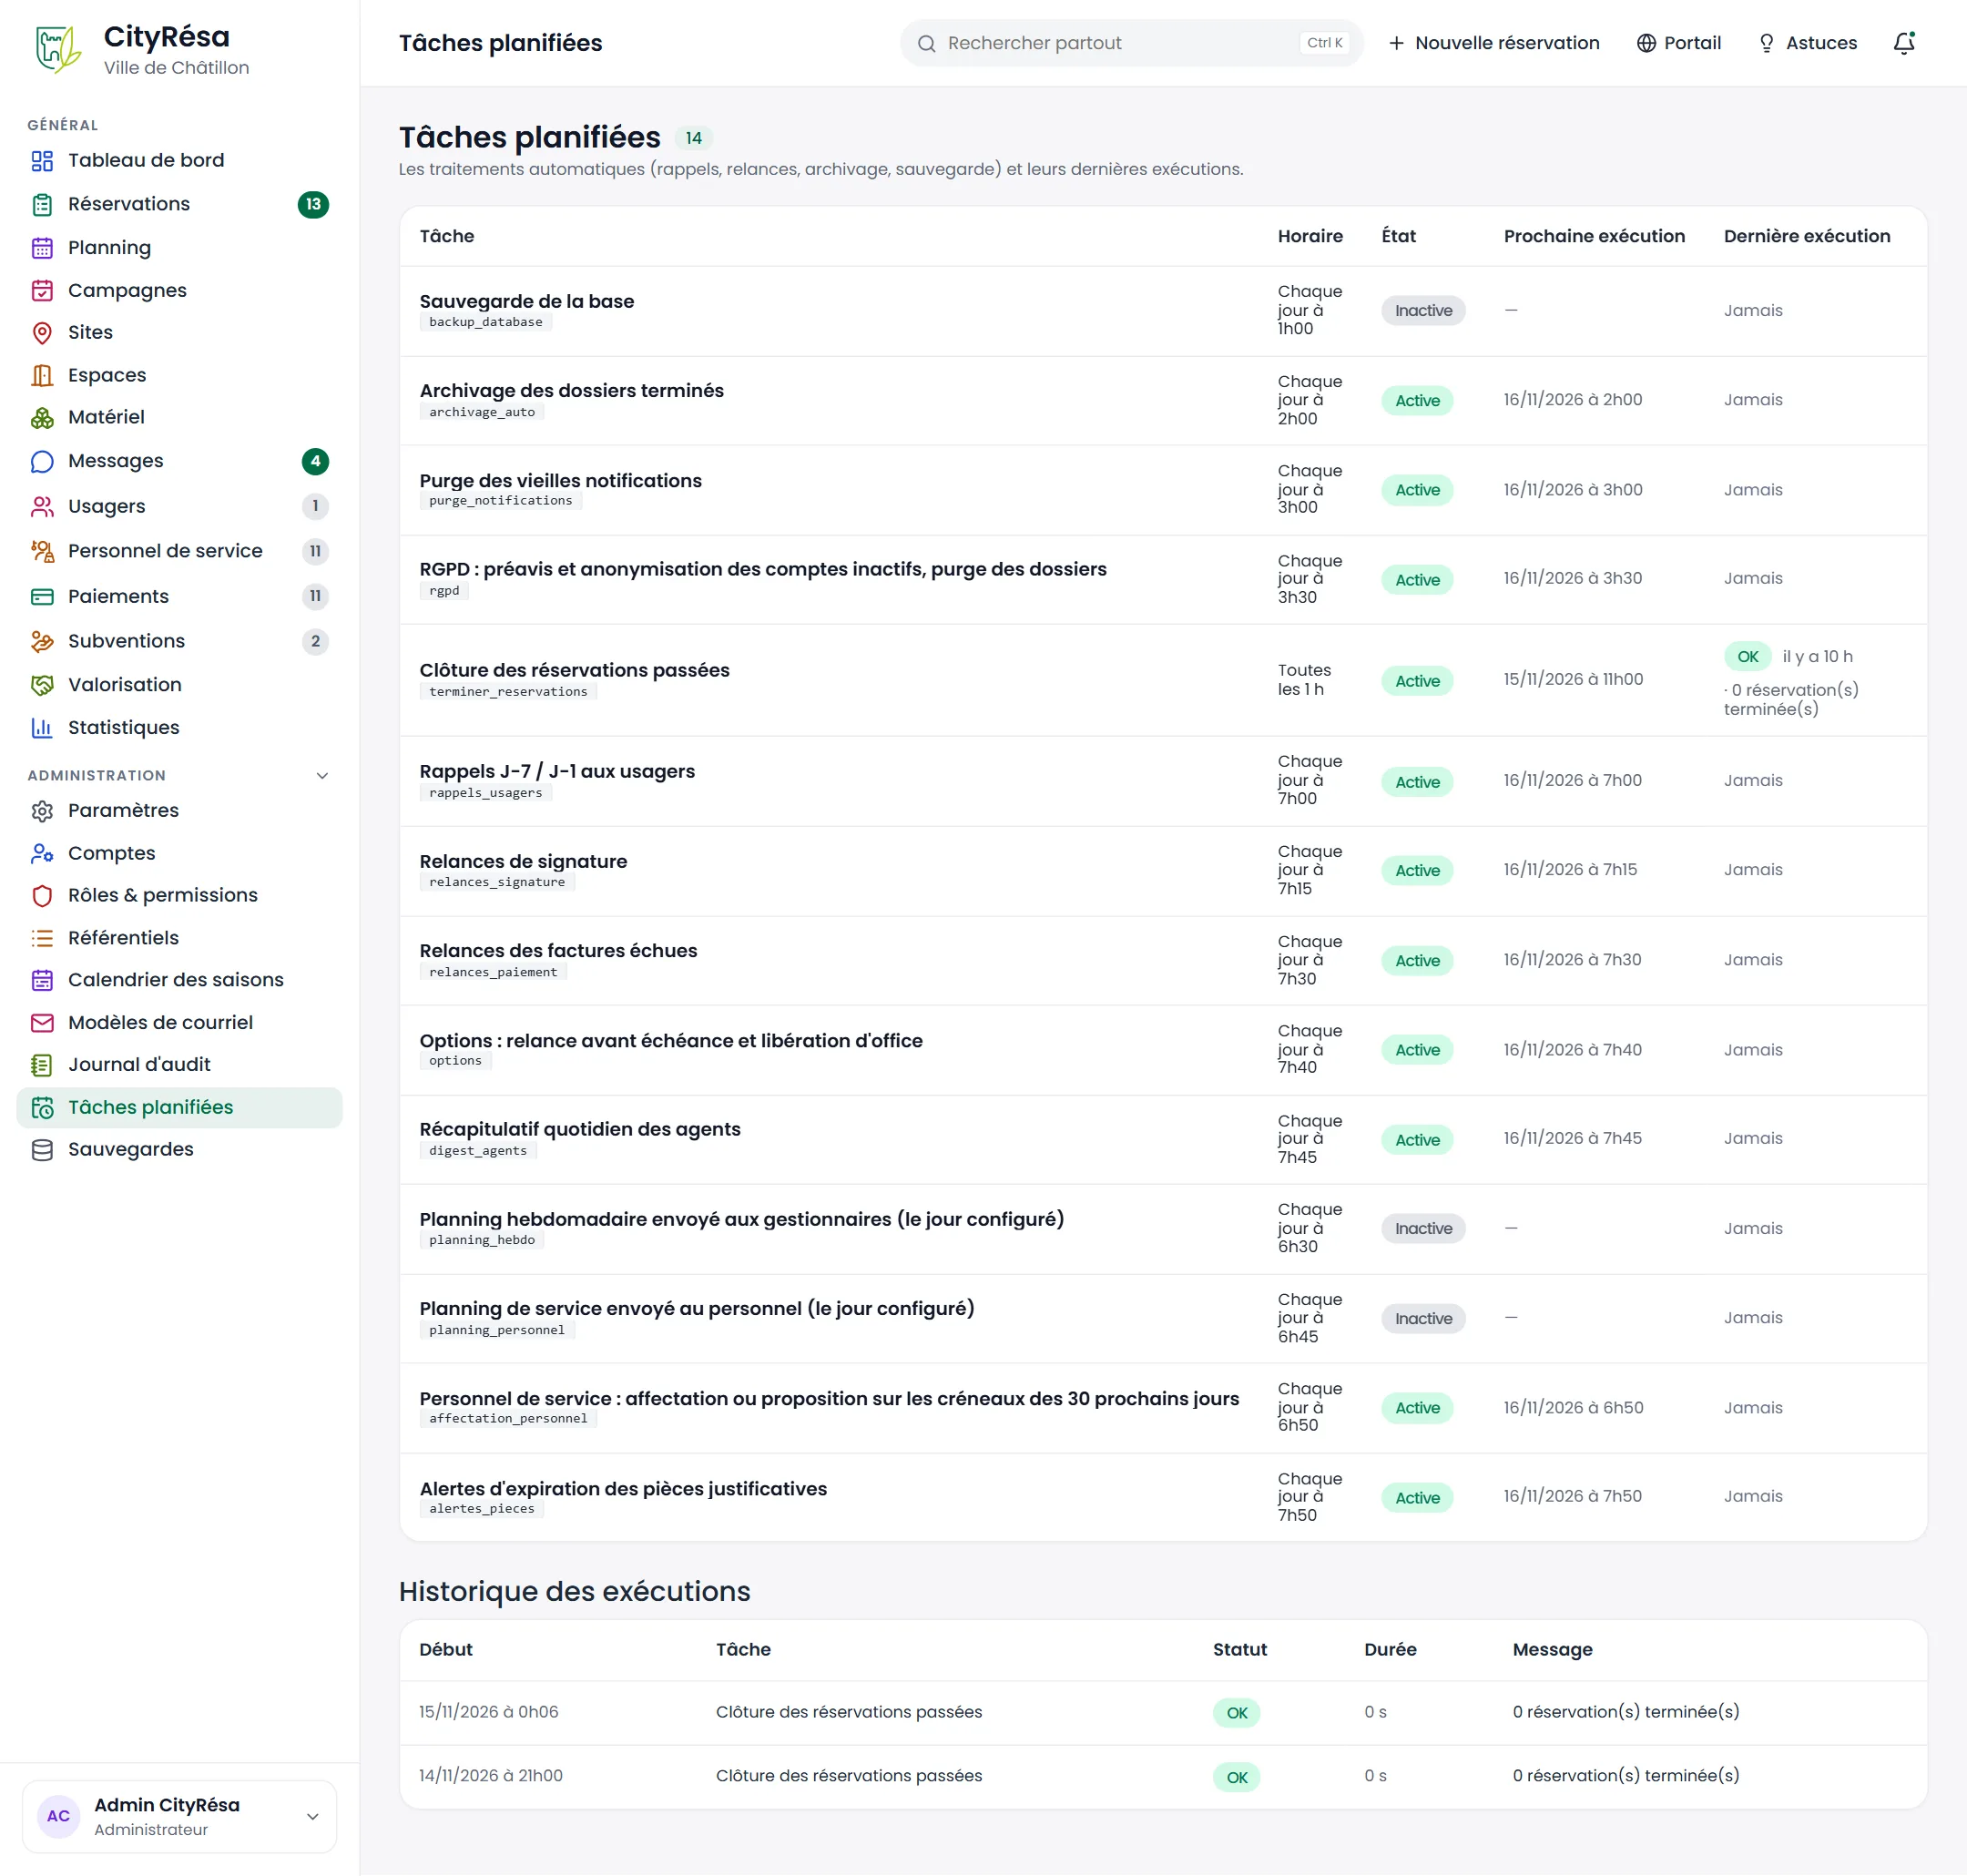 CityRésa
Ville de Châtillon
GÉNÉRAL
Tableau de bord
Réservations 13
Planning
Campagnes
Sites
Espaces
Matériel
Messages 4
Usagers 1
Personnel de service 11
Paiements 11
Subventions 2
Valorisation
Statistiques
ADMINISTRATION
Paramètres
Comptes
Rôles & permissions
Référentiels
Calendrier des saisons
Modèles de courriel
Journal d'audit
Tâches planifiées
Sauvegardes
AC
Admin CityRésa
Administrateur
Tâches planifiées
Rechercher partout Ctrl K
Nouvelle réservation
Portail
Astuces
Tâches planifiées 14
Les traitements automatiques (rappels, relances, archivage, sauvegarde) et leurs dernières exécutions.
Tâche Horaire État Prochaine exécution Dernière exécution
Sauvegarde de la base
backup_database
Chaque
jour à
1h00
Inactive
—
Jamais
Archivage des dossiers terminés
archivage_auto
Chaque
jour à
2h00
Active
16/11/2026 à 2h00
Jamais
Purge des vieilles notifications
purge_notifications
Chaque
jour à
3h00
Active
16/11/2026 à 3h00
Jamais
RGPD : préavis et anonymisation des comptes inactifs, purge des dossiers
rgpd
Chaque
jour à
3h30
Active
16/11/2026 à 3h30
Jamais
Clôture des réservations passées
terminer_reservations
Toutes
les 1 h
Active
15/11/2026 à 11h00
OK il y a 10 h
· 0 réservation(s)
terminée(s)
Rappels J-7 / J-1 aux usagers
rappels_usagers
Chaque
jour à
7h00
Active
16/11/2026 à 7h00
Jamais
Relances de signature
relances_signature
Chaque
jour à
7h15
Active
16/11/2026 à 7h15
Jamais
Relances des factures échues
relances_paiement
Chaque
jour à
7h30
Active
16/11/2026 à 7h30
Jamais
Options : relance avant échéance et libération d'office
options
Chaque
jour à
7h40
Active
16/11/2026 à 7h40
Jamais
Récapitulatif quotidien des agents
digest_agents
Chaque
jour à
7h45
Active
16/11/2026 à 7h45
Jamais
Planning hebdomadaire envoyé aux gestionnaires (le jour configuré)
planning_hebdo
Chaque
jour à
6h30
Inactive
—
Jamais
Planning de service envoyé au personnel (le jour configuré)
planning_personnel
Chaque
jour à
6h45
Inactive
—
Jamais
Personnel de service : affectation ou proposition sur les créneaux des 30 prochains jours
affectation_personnel
Chaque
jour à
6h50
Active
16/11/2026 à 6h50
Jamais
Alertes d'expiration des pièces justificatives
alertes_pieces
Chaque
jour à
7h50
Active
16/11/2026 à 7h50
Jamais
Historique des exécutions
Début Tâche Statut Durée Message
15/11/2026 à 0h06 Clôture des réservations passées OK 0 s 0 réservation(s) terminée(s)
14/11/2026 à 21h00 Clôture des réservations passées OK 0 s 0 réservation(s) terminée(s)